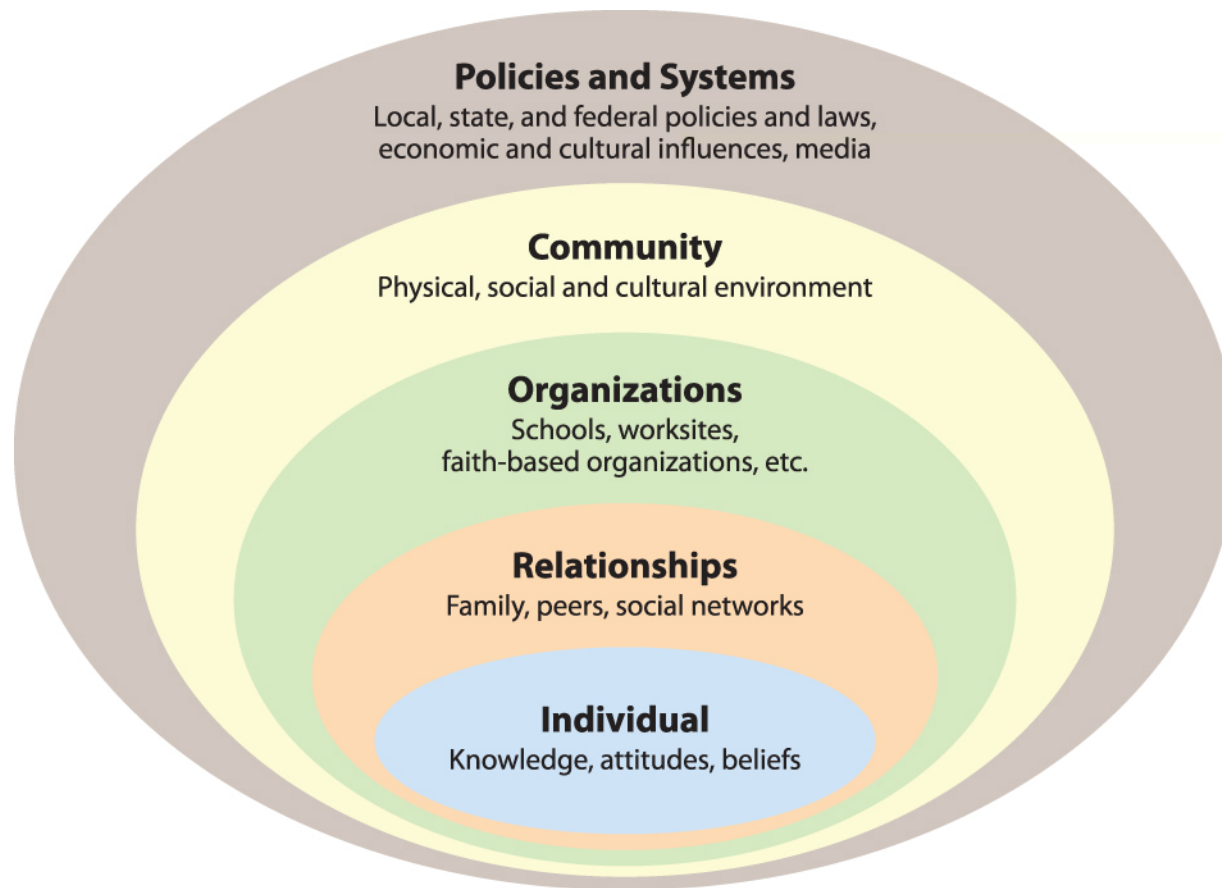 Policies and Systems
Local, state, and federal policies and laws,
economic and cultural influences, media
Community
Physical, social and cultural environment
Organizations
Schools, worksites,
faith-based organizations, etc.
Relationships
Family, peers, social networks
Individual
Knowledge, attitudes, beliefs